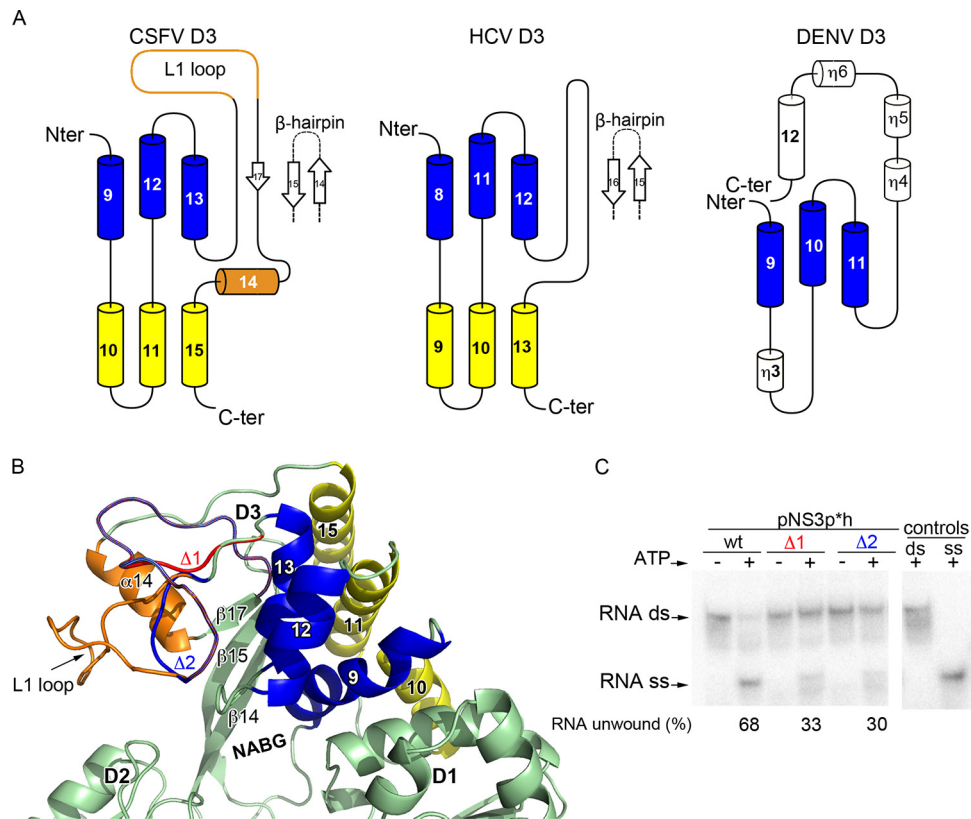 A
CSFV D3
HCV D3
DENV D3
L1 loop
β-hairpin
β-hairpin
η6
η5
η4
12
Nter
9
12
13
17
15
14
14
10
11
15
C-ter
Nter
8
11
12
16
15
9
10
13
C-ter
C-ter
Nter
9
10
11
η3
B
D3
15
Δ1
13
α14
12
11
β17
β15
Δ2
9
10
L1 loop
β14
NABG
D2
D1
C
pNS3p*h
controls
wt Δ1 Δ2 ds ss
ATP - + - + - + + +
RNA ds
RNA ss
RNA unwound (%) 68 33 30